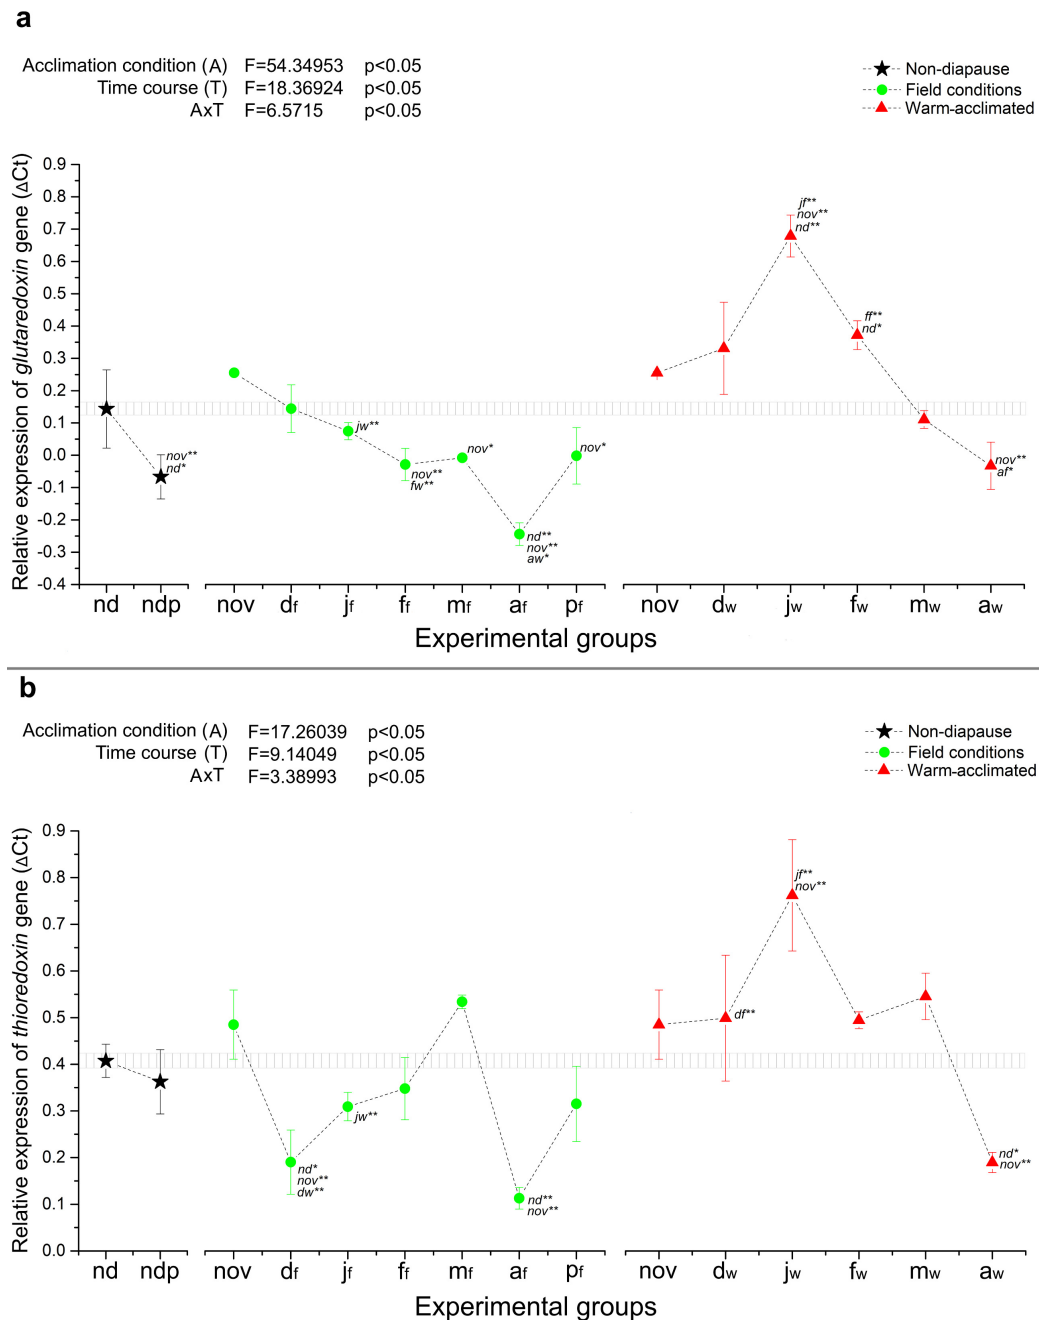 a
Acclimation condition (A) F=54.34953 p<0.05
Time course (T) F=18.36924 p<0.05
AxT F=6.5715 p<0.05
Non-diapause
Field conditions
Warm-acclimated
Relative expression of glutaredoxin gene (ΔCt)
0.9
0.8
0.7
0.6
0.5
0.4
0.3
0.2
0.1
0.0
-0.1
-0.2
-0.3
-0.4
nov**
nd*
jw**
nov**
fw**
nov*
nd**
nov**
aw*
nov*
jf**
nov**
nd**
ff**
nd*
nov**
af*
nd ndp nov df jf ff mf af pf nov dw jw fw mw aw
Experimental groups
b
Acclimation condition (A) F=17.26039 p<0.05
Time course (T) F=9.14049 p<0.05
AxT F=3.38993 p<0.05
Non-diapause
Field conditions
Warm-acclimated
Relative expression of thioredoxin gene (ΔCt)
0.9
0.8
0.7
0.6
0.5
0.4
0.3
0.2
0.1
0.0
nd*
nov**
dw**
jw**
nd**
nov**
df**
jf**
nov**
nd*
nov**
nd ndp nov df jf ff mf af pf nov dw jw fw mw aw
Experimental groups